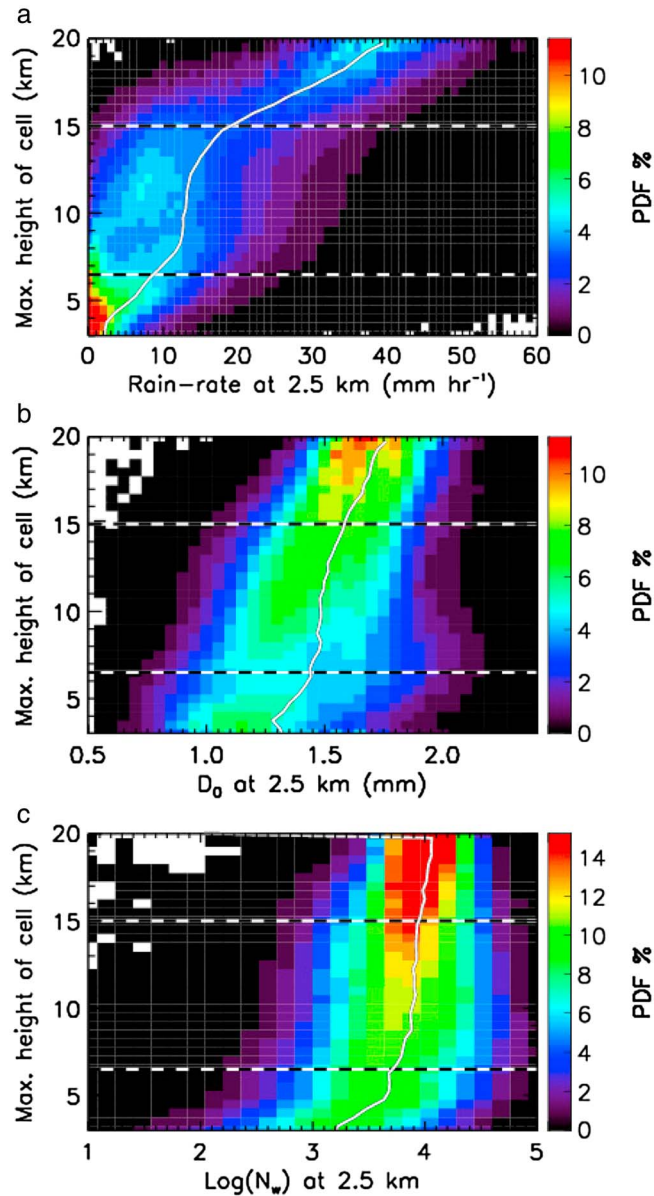 a
20
15
10
5
Max. height of cell (km)
0 10 20 30 40 50 60
Rain-rate at 2.5 km (mm hr⁻¹)
10
8
6
4
2
0
PDF %
b
20
15
10
5
Max. height of cell (km)
0.5 1.0 1.5 2.0
D₀ at 2.5 km (mm)
10
8
6
4
2
0
PDF %
c
20
15
10
5
Max. height of cell (km)
1 2 3 4 5
Log(N_w) at 2.5 km
14
12
10
8
6
4
2
0
PDF %